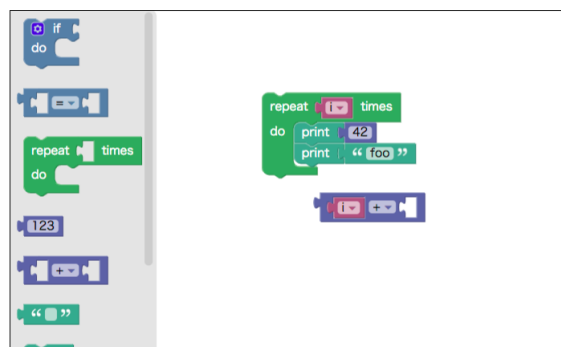 if
do
=
repeat times
do
123
+
“ ”
repeat i times
do print 42
print “ foo ”
i +